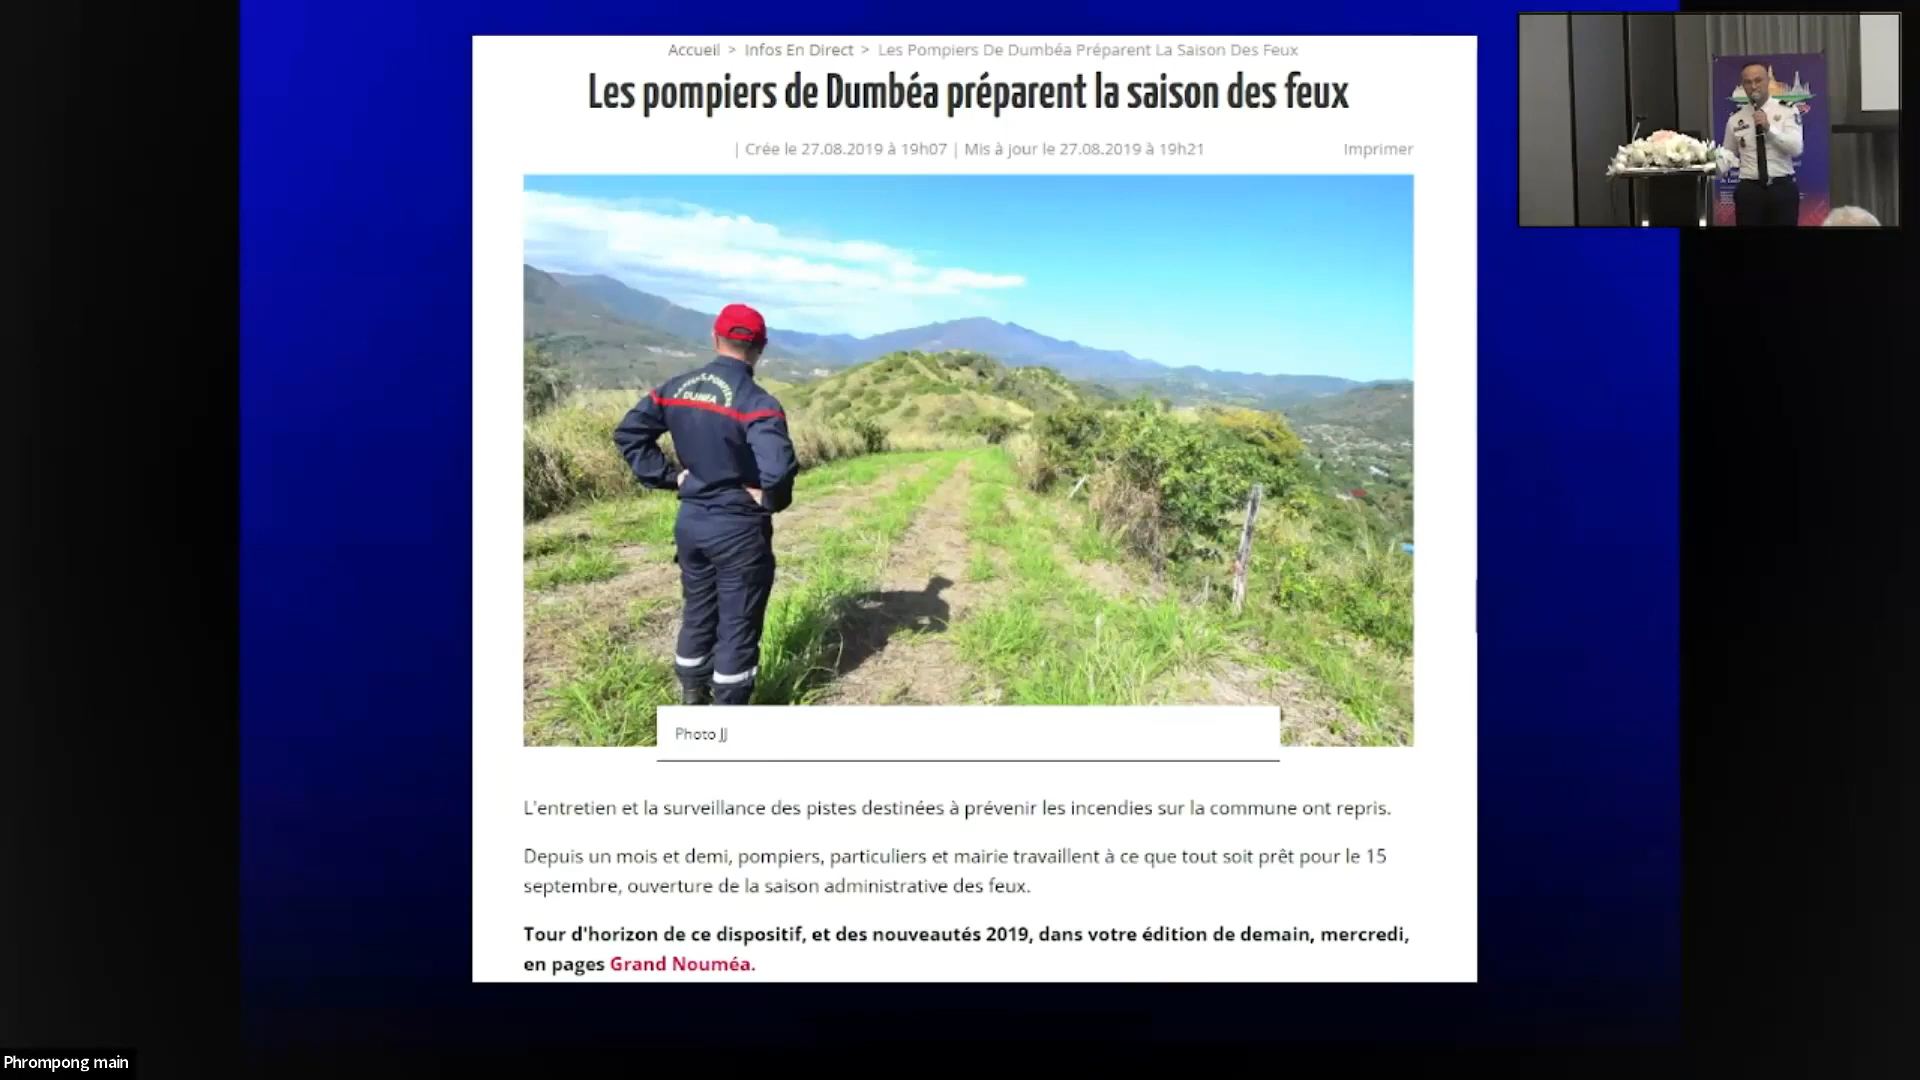 Accueil > Infos En Direct > Les Pompiers De Dumbéa Préparent La Saison Des Feux
Les pompiers de Dumbéa préparent la saison des feux
| Crée le 27.08.2019 à 19h07 | Mis à jour le 27.08.2019 à 19h21
Imprimer
DUMBÉA
Photo JJ
L'entretien et la surveillance des pistes destinées à prévenir les incendies sur la commune ont repris.
Depuis un mois et demi, pompiers, particuliers et mairie travaillent à ce que tout soit prêt pour le 15
septembre, ouverture de la saison administrative des feux.
Tour d'horizon de ce dispositif, et des nouveautés 2019, dans votre édition de demain, mercredi,
en pages Grand Nouméa.
Phrompong main